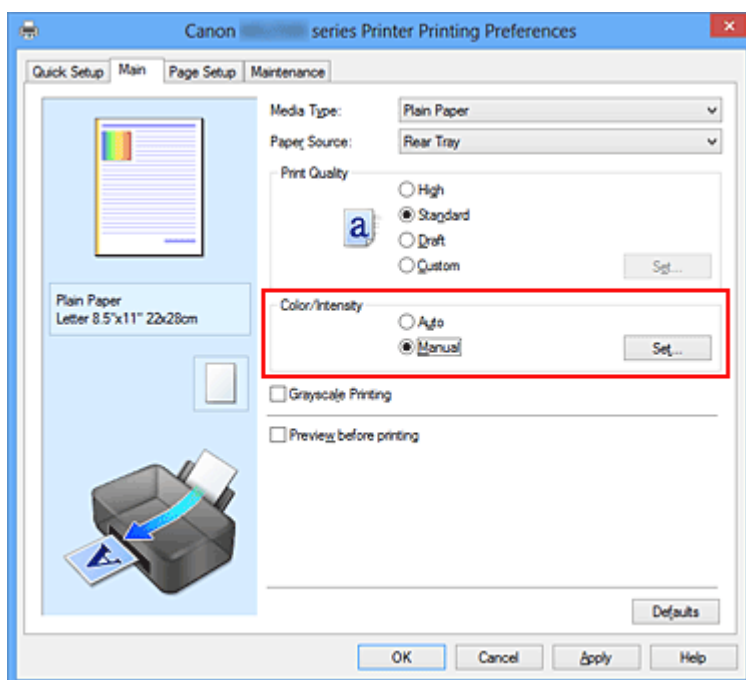 Canon series Printer Printing Preferences
Quick Setup Main Page Setup Maintenance
Media Type: Plain Paper
Paper Source: Rear Tray
Print Quality
High
a Standard
Draft
Custom Set...
Plain Paper
Letter 8.5"x11" 22x28cm
Color/Intensity
Auto
Manual Set...
Grayscale Printing
Preview before printing
A
Defaults
OK Cancel Apply Help